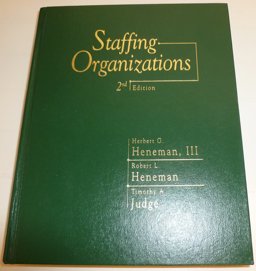 Staffing
Organizations
2nd Edition
Herbert G.
Heneman, III
Robert L.
Heneman
Timothy A.
Judge